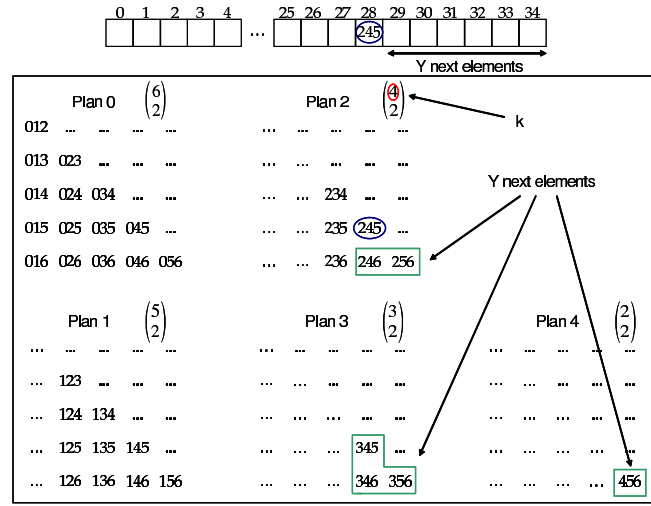 0 1 2 3 4 25 26 27 28 29 30 31 32 33 34
... 245
Y next elements
Plan 0 (6 2) Plan 2 (4 2)
k
012 ... ... ... ... ... ... ... ... ...
013 023 ... ... ... ... ... ... ... ...
Y next elements
014 024 034 ... ... ... ... 234 ... ...
015 025 035 045 ... ... ... 235 245 ...
016 026 036 046 056 ... ... 236 246 256
Plan 1 (5 2) Plan 3 (3 2) Plan 4 (2 2)
... ... ... ... ... ... ... ... ... ... ... ... ... ... ...
... 123 ... ... ... ... ... ... ... ... ... ... ... ... ...
... 124 134 ... ... ... ... ... ... ... ... ... ... ... ...
... 125 135 145 ... ... ... ... 345 ... ... ... ... ... ...
... 126 136 146 156 ... ... ... 346 356 ... ... ... ... 456